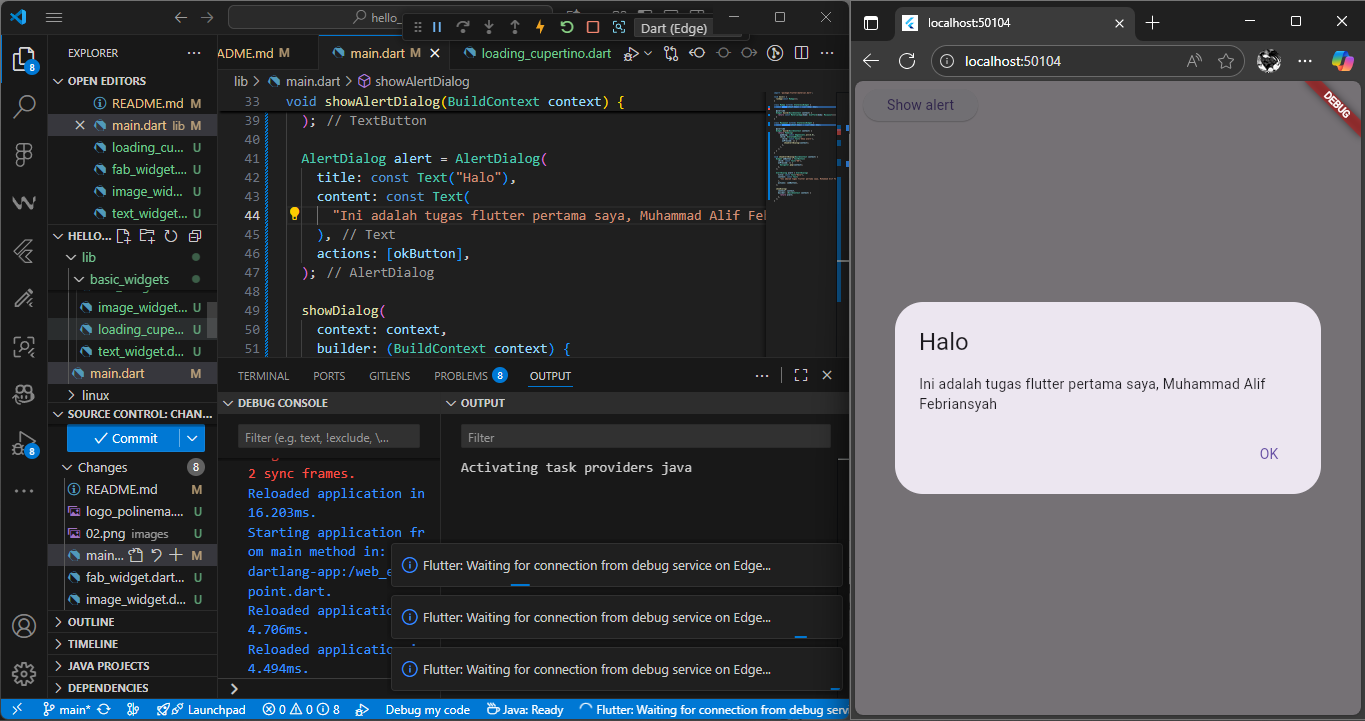 hello_
Dart (Edge)
EXPLORER
OPEN EDITORS
README.md M
main.dart lib M
loading_cu... U
fab_widget.... U
image_wid... U
text_widget... U
HELLO...
lib
basic_widgets
image_widget... U
loading_cupe... U
text_widget.d... U
main.dart M
linux
SOURCE CONTROL: CHAN...
Commit
Changes 8
README.md M
logo_polinema.... U
02.png images U
main... M
fab_widget.dart... U
image_widget.d... U
OUTLINE
TIMELINE
JAVA PROJECTS
DEPENDENCIES
8
8
ADME.md M
main.dart M
loading_cupertino.dart
lib > main.dart > showAlertDialog
33 void showAlertDialog(BuildContext context) {
39 ); // TextButton
40
41 AlertDialog alert = AlertDialog(
42 title: const Text("Halo"),
43 content: const Text(
44 "Ini adalah tugas flutter pertama saya, Muhammad Alif Feb
45 ), // Text
46 actions: [okButton],
47 ); // AlertDialog
48
49 showDialog(
50 context: context,
51 builder: (BuildContext context) {
TERMINAL PORTS GITLENS PROBLEMS 8 OUTPUT
DEBUG CONSOLE
Filter (e.g. text, !exclude, \...
2 sync frames.
Reloaded application in
16.203ms.
Starting application fr
om main method in:
dartlang-app:/web_e
point.dart.
Reloaded applicatio
4.706ms.
Reloaded application
4.494ms.
OUTPUT
Filter
Activating task providers java
Flutter: Waiting for connection from debug service on Edge...
Flutter: Waiting for connection from debug service on Edge...
Flutter: Waiting for connection from debug service on Edge...
main* Launchpad 0 0 8 Debug my code Java: Ready Flutter: Waiting for connection from debug serv
localhost:50104
localhost:50104
Show alert
DEBUG
Halo
Ini adalah tugas flutter pertama saya, Muhammad Alif
Febriansyah
OK